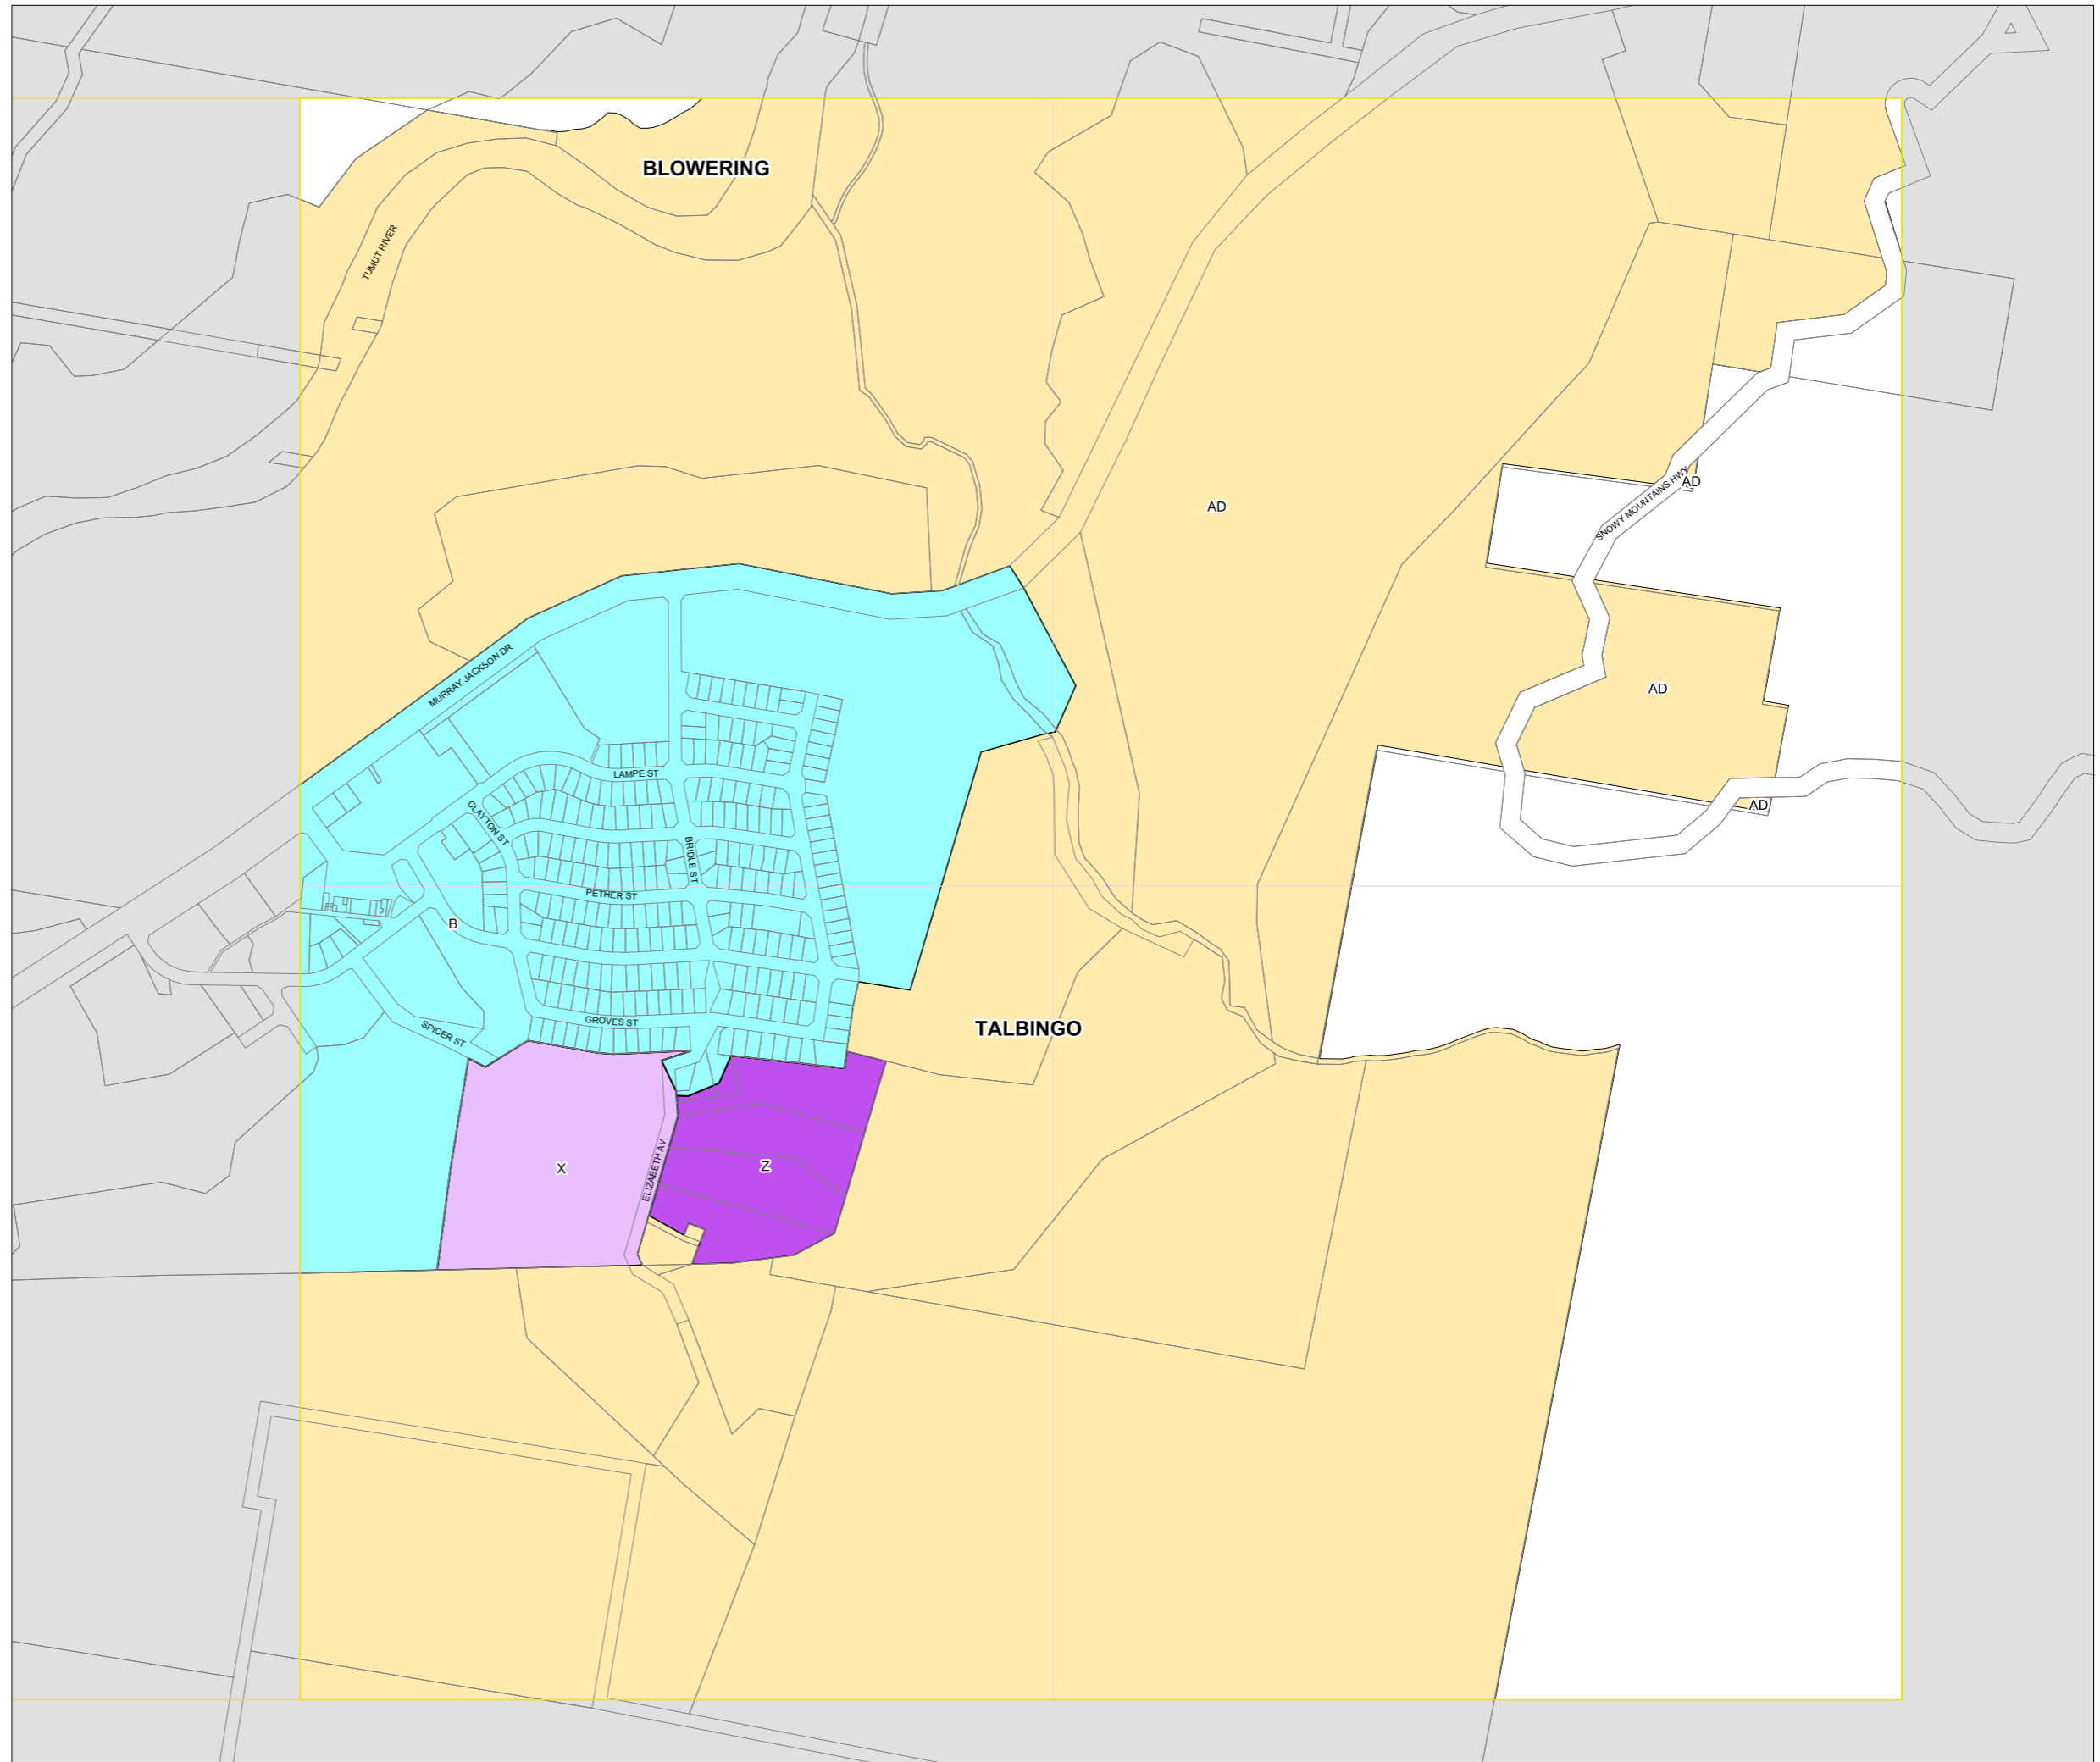 BLOWERING
TUMUT RIVER
AD
SNOWY MOUNTAINS HWY
AD
MURRAY JACKSON DR
AD
LAMPE ST
CLAYTON ST
AD
BRIDLE ST
PETHER ST
B
GROVES ST
SPICER ST
TALBINGO
X
ELIZABETH AV
Z